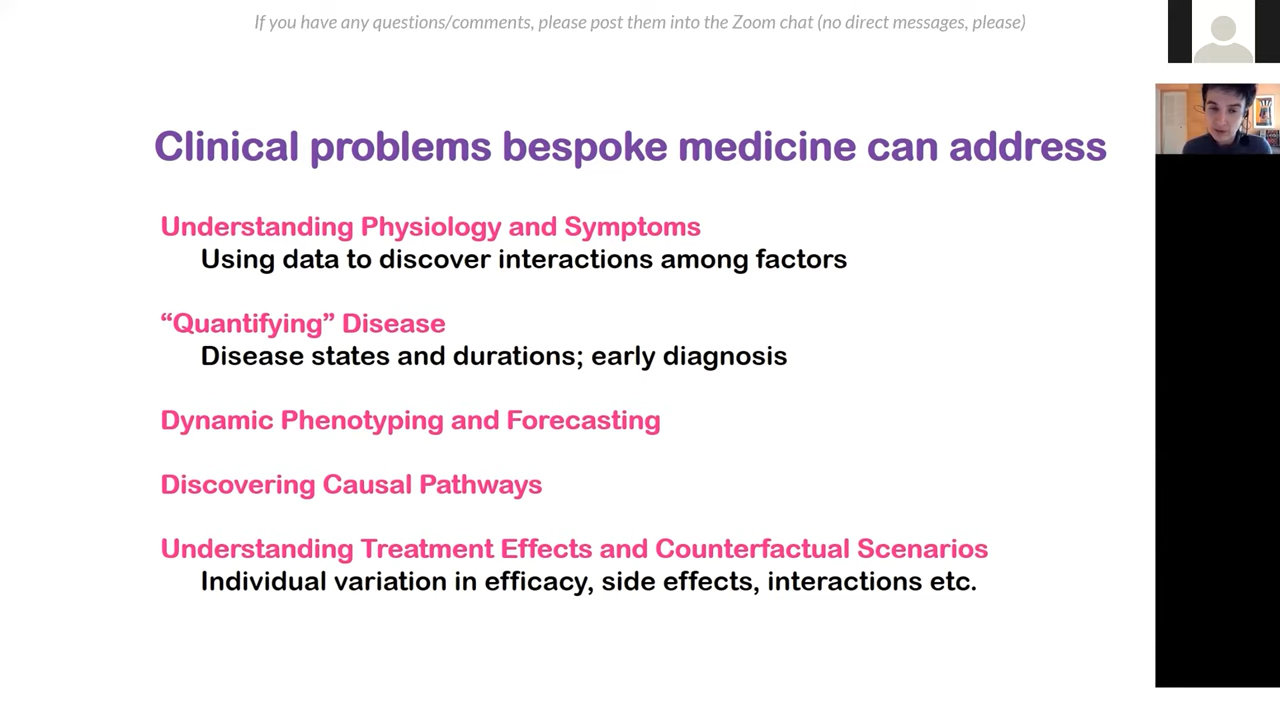 If you have any questions/comments, please post them into the Zoom chat (no direct messages, please)
Clinical problems bespoke medicine can address
Understanding Physiology and Symptoms
Using data to discover interactions among factors
“Quantifying” Disease
Disease states and durations; early diagnosis
Dynamic Phenotyping and Forecasting
Discovering Causal Pathways
Understanding Treatment Effects and Counterfactual Scenarios
Individual variation in efficacy, side effects, interactions etc.